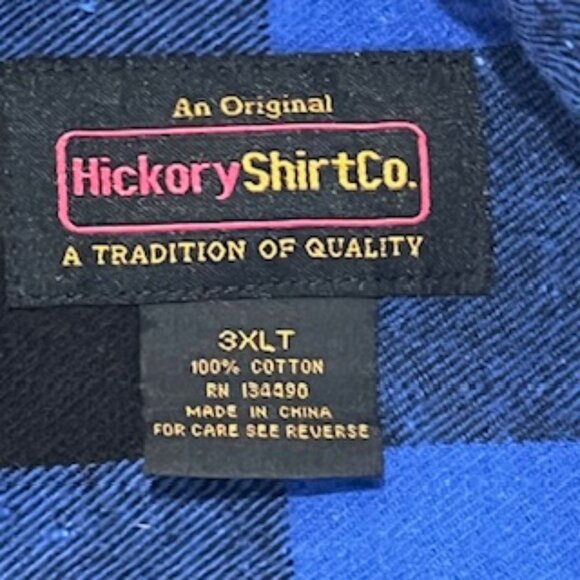 An Original
HickoryShirtCo.
A TRADITION OF QUALITY
3XLT
100% COTTON
RN 134490
MADE IN CHINA
FOR CARE SEE REVERSE